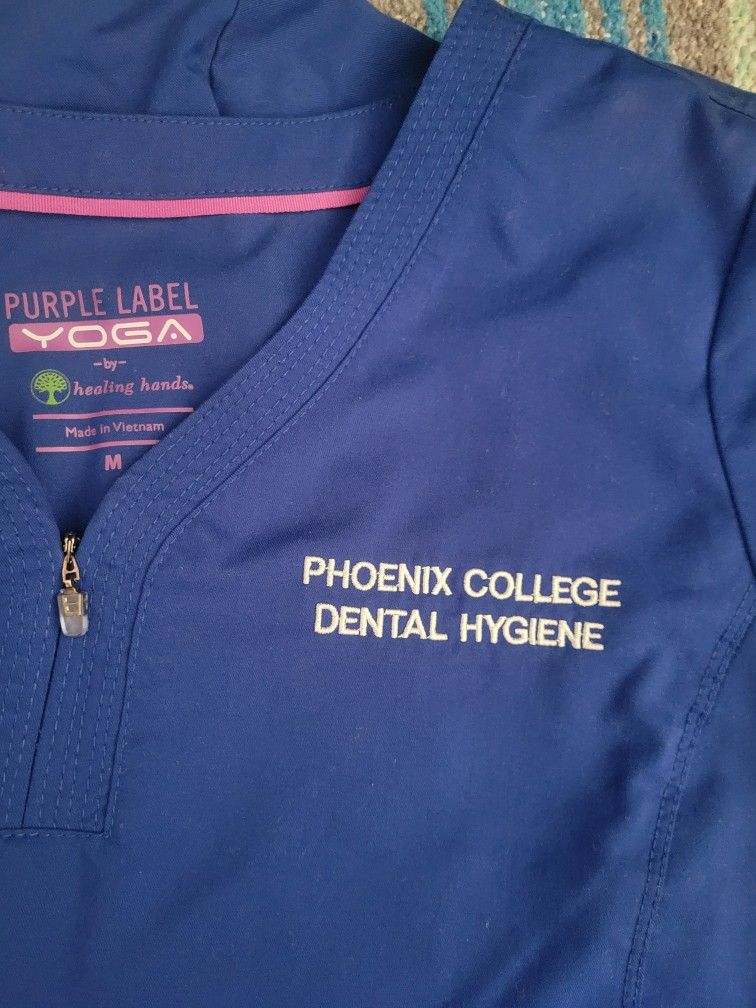 PURPLE LABEL
YOGA
-by-
healing hands®
Made in Vietnam
M
PHOENIX COLLEGE
DENTAL HYGIENE